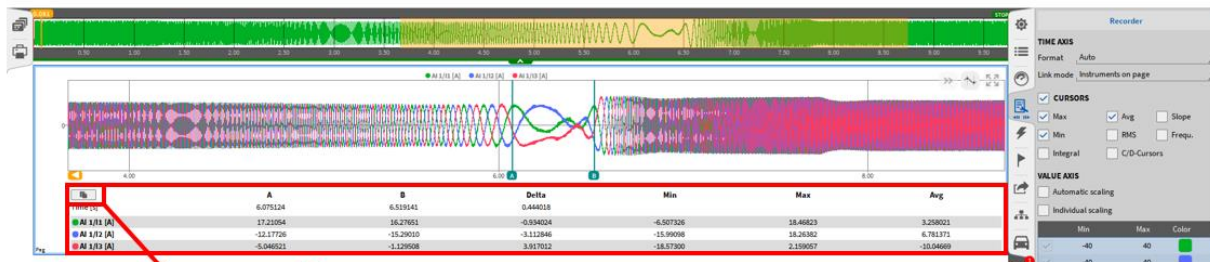 STOP
0.50 1.00 1.50 2.00 2.50 3.00 3.50 4.00 4.50 5.00 5.50 6.00 6.50 7.00 7.50 8.00 8.50 9.00 9.50
AI 1/I1 [A] AI 1/I2 [A] AI 1/I3 [A]
0
4.00 6.00 A B 8.00
A B Delta Min Max Avg
Time [s] 6.075124 6.519141 0.444018
AI 1/I1 [A] 17.21054 16.27651 -0.934024 -6.507326 18.46823 3.258021
AI 1/I2 [A] -12.17726 -15.29010 -3.112846 -15.99098 18.26382 6.781371
AI 1/I3 [A] -5.046521 -1.129508 3.917012 -18.57300 2.159057 -10.04669
Recorder
TIME AXIS
Format Auto
Link mode Instruments on page
CURSORS
Max Avg Slope
Min RMS Frequ.
Integral C/D-Cursors
VALUE AXIS
Automatic scaling
Individual scaling
Min Max Color
-40 40
-40 40